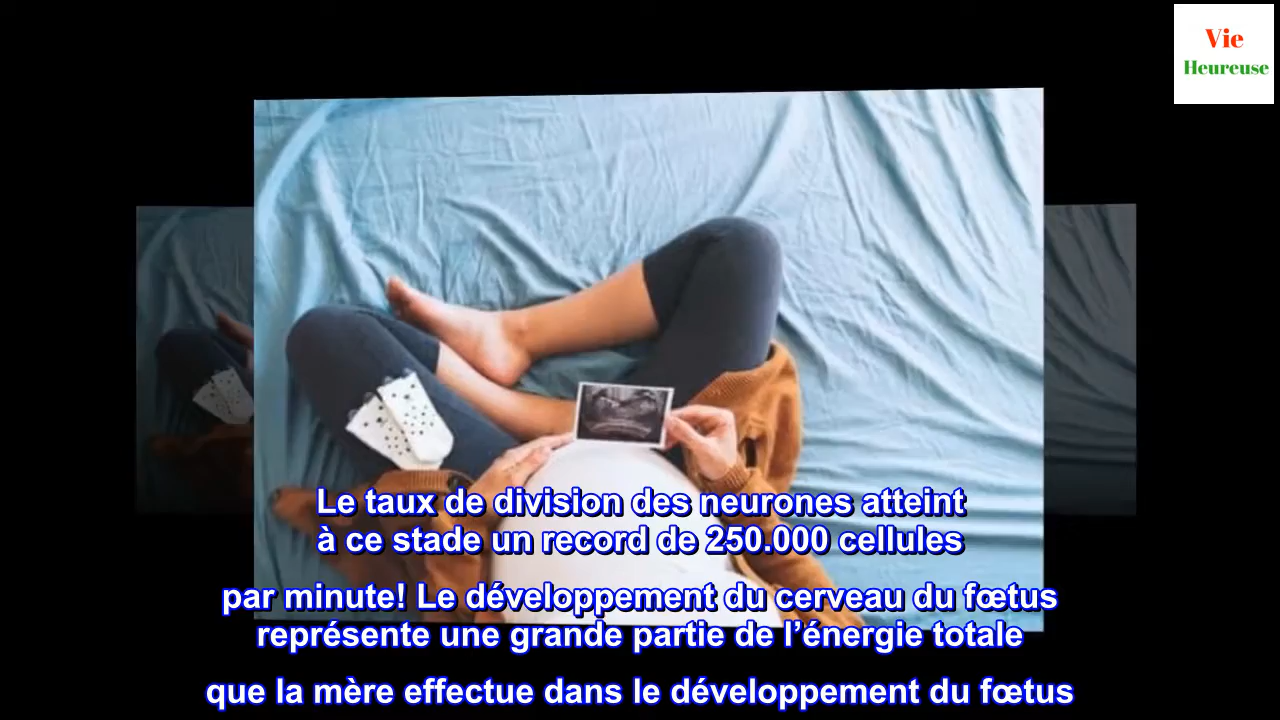 Vie
Heureuse
Le taux de division des neurones atteint
à ce stade un record de 250.000 cellules
par minute! Le développement du cerveau du fœtus
représente une grande partie de l’énergie totale
que la mère effectue dans le développement du fœtus